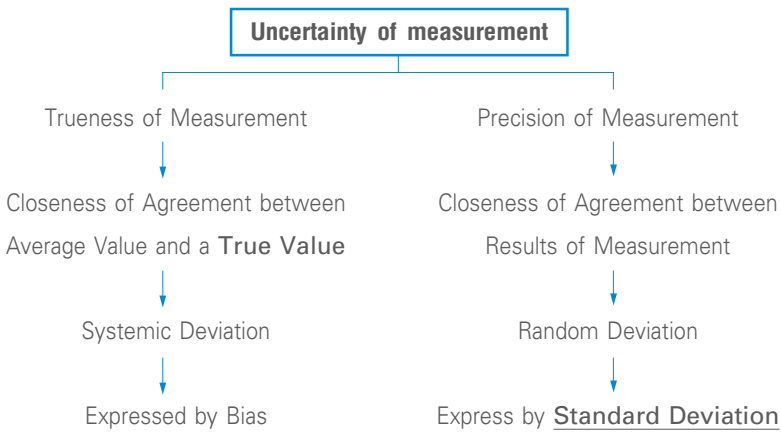 Uncertainty of measurement
Trueness of Measurement
Closeness of Agreement between
Average Value and a True Value
Systemic Deviation
Expressed by Bias
Precision of Measurement
Closeness of Agreement between
Results of Measurement
Random Deviation
Express by Standard Deviation